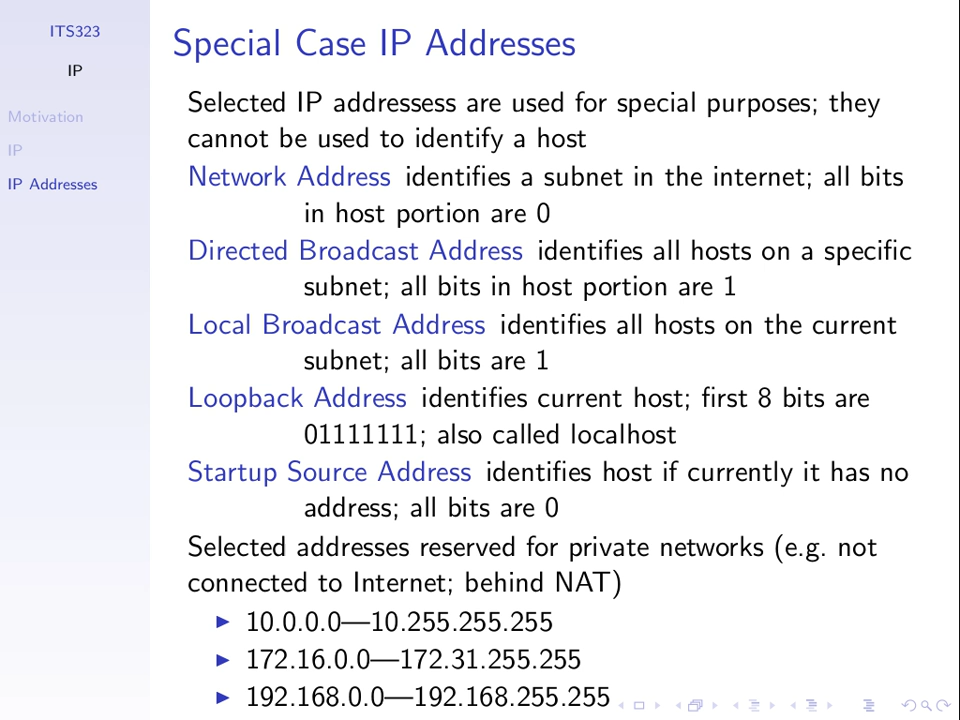 ITS323
IP
Motivation
IP
IP Addresses
Special Case IP Addresses
Selected IP addressess are used for special purposes; they
cannot be used to identify a host
Network Address identifies a subnet in the internet; all bits
in host portion are 0
Directed Broadcast Address identifies all hosts on a specific
subnet; all bits in host portion are 1
Local Broadcast Address identifies all hosts on the current
subnet; all bits are 1
Loopback Address identifies current host; first 8 bits are
01111111; also called localhost
Startup Source Address identifies host if currently it has no
address; all bits are 0
Selected addresses reserved for private networks (e.g. not
connected to Internet; behind NAT)
▶ 10.0.0.0—10.255.255.255
▶ 172.16.0.0—172.31.255.255
▶ 192.168.0.0—192.168.255.255